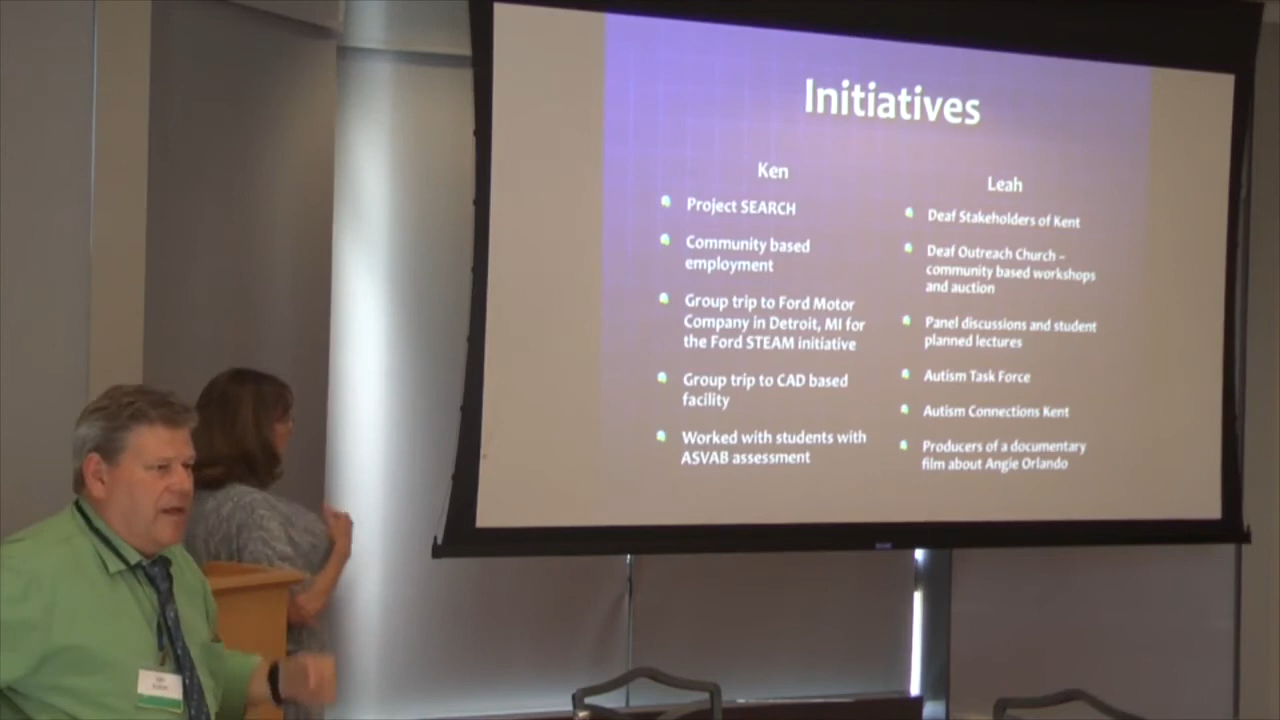 Initiatives
Ken
Project SEARCH
Community based
employment
Group trip to Ford Motor
Company in Detroit, MI for
the Ford STEAM initiative
Group trip to CAD based
facility
Worked with students with
ASVAB assessment
Leah
Deaf Stakeholders of Kent
Deaf Outreach Church –
community based workshops
and auction
Panel discussions and student
planned lectures
Autism Task Force
Autism Connections Kent
Producers of a documentary
film about Angie Orlando